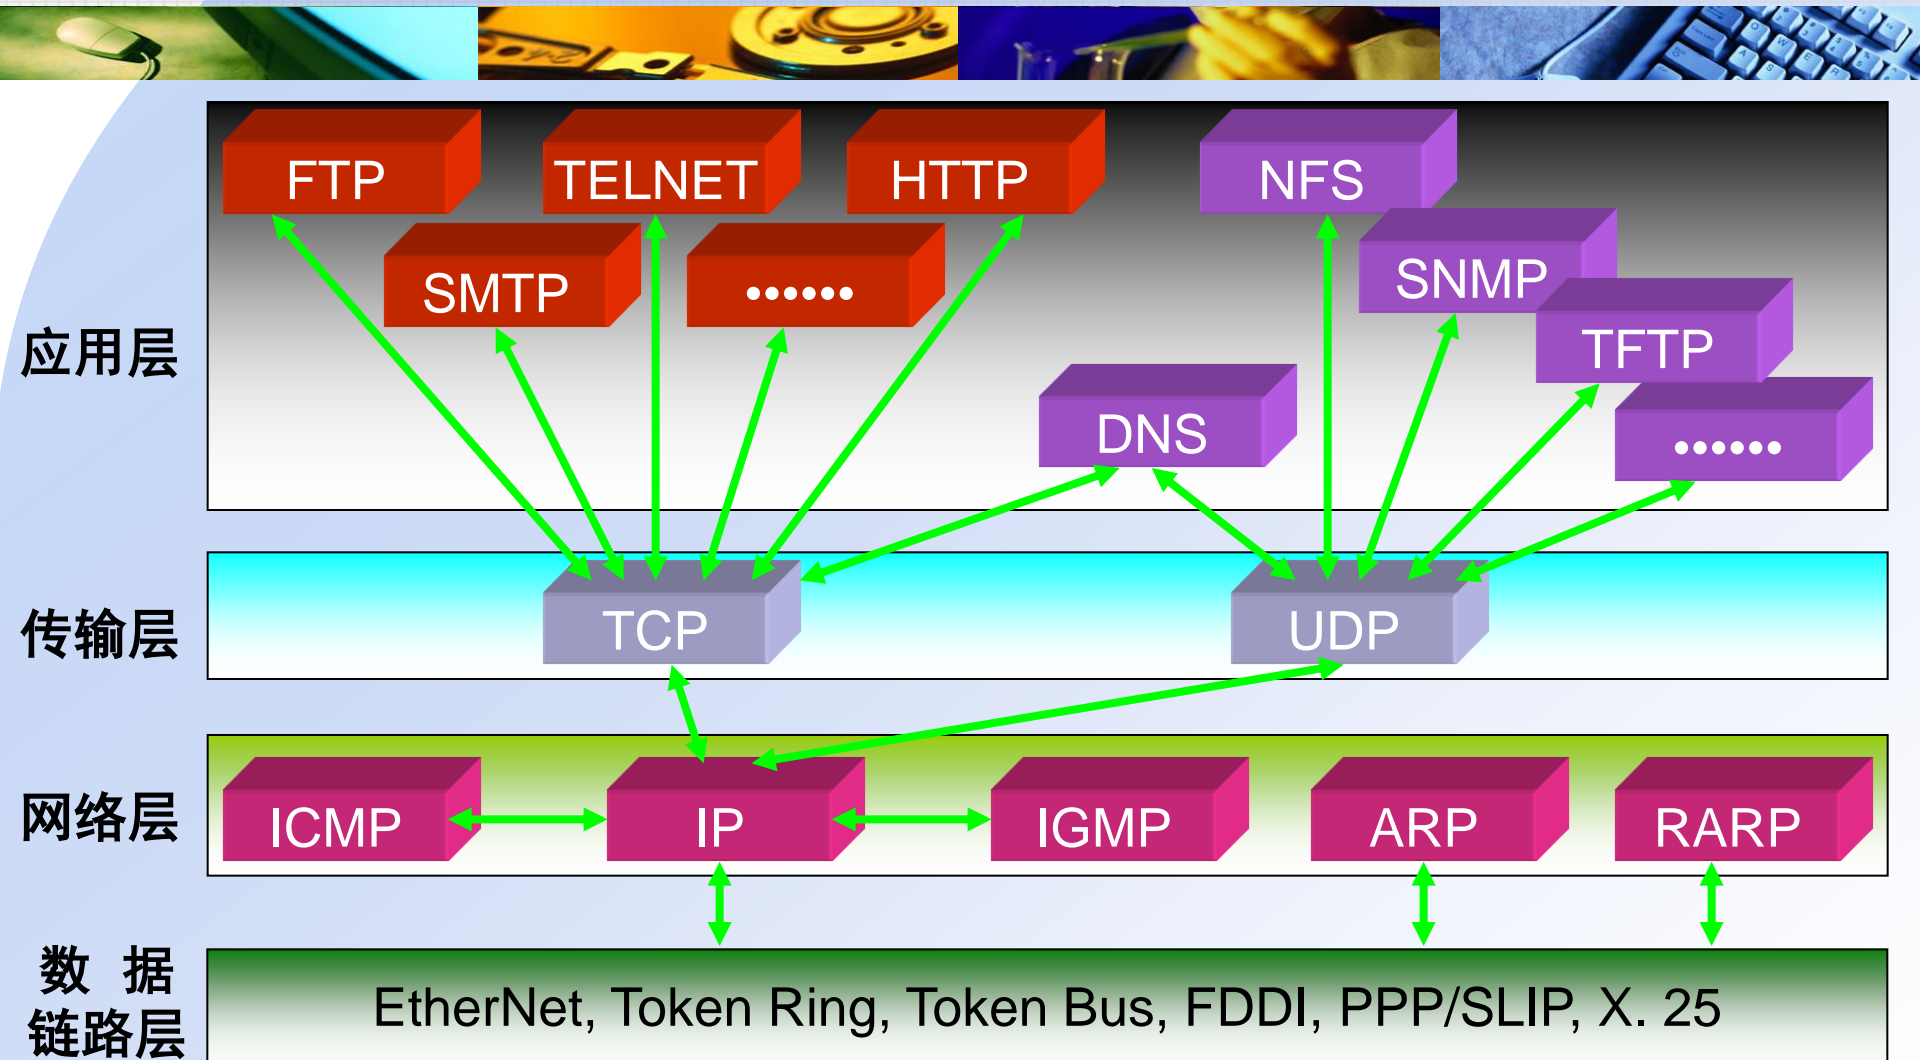 FTP
TELNET
HTTP
NFS
SMTP
••••••
SNMP
TFTP
应用层
DNS
••••••
传输层
TCP
UDP
网络层
ICMP
IP
IGMP
ARP
RARP
数 据
链路层
EtherNet, Token Ring, Token Bus, FDDI, PPP/SLIP, X. 25